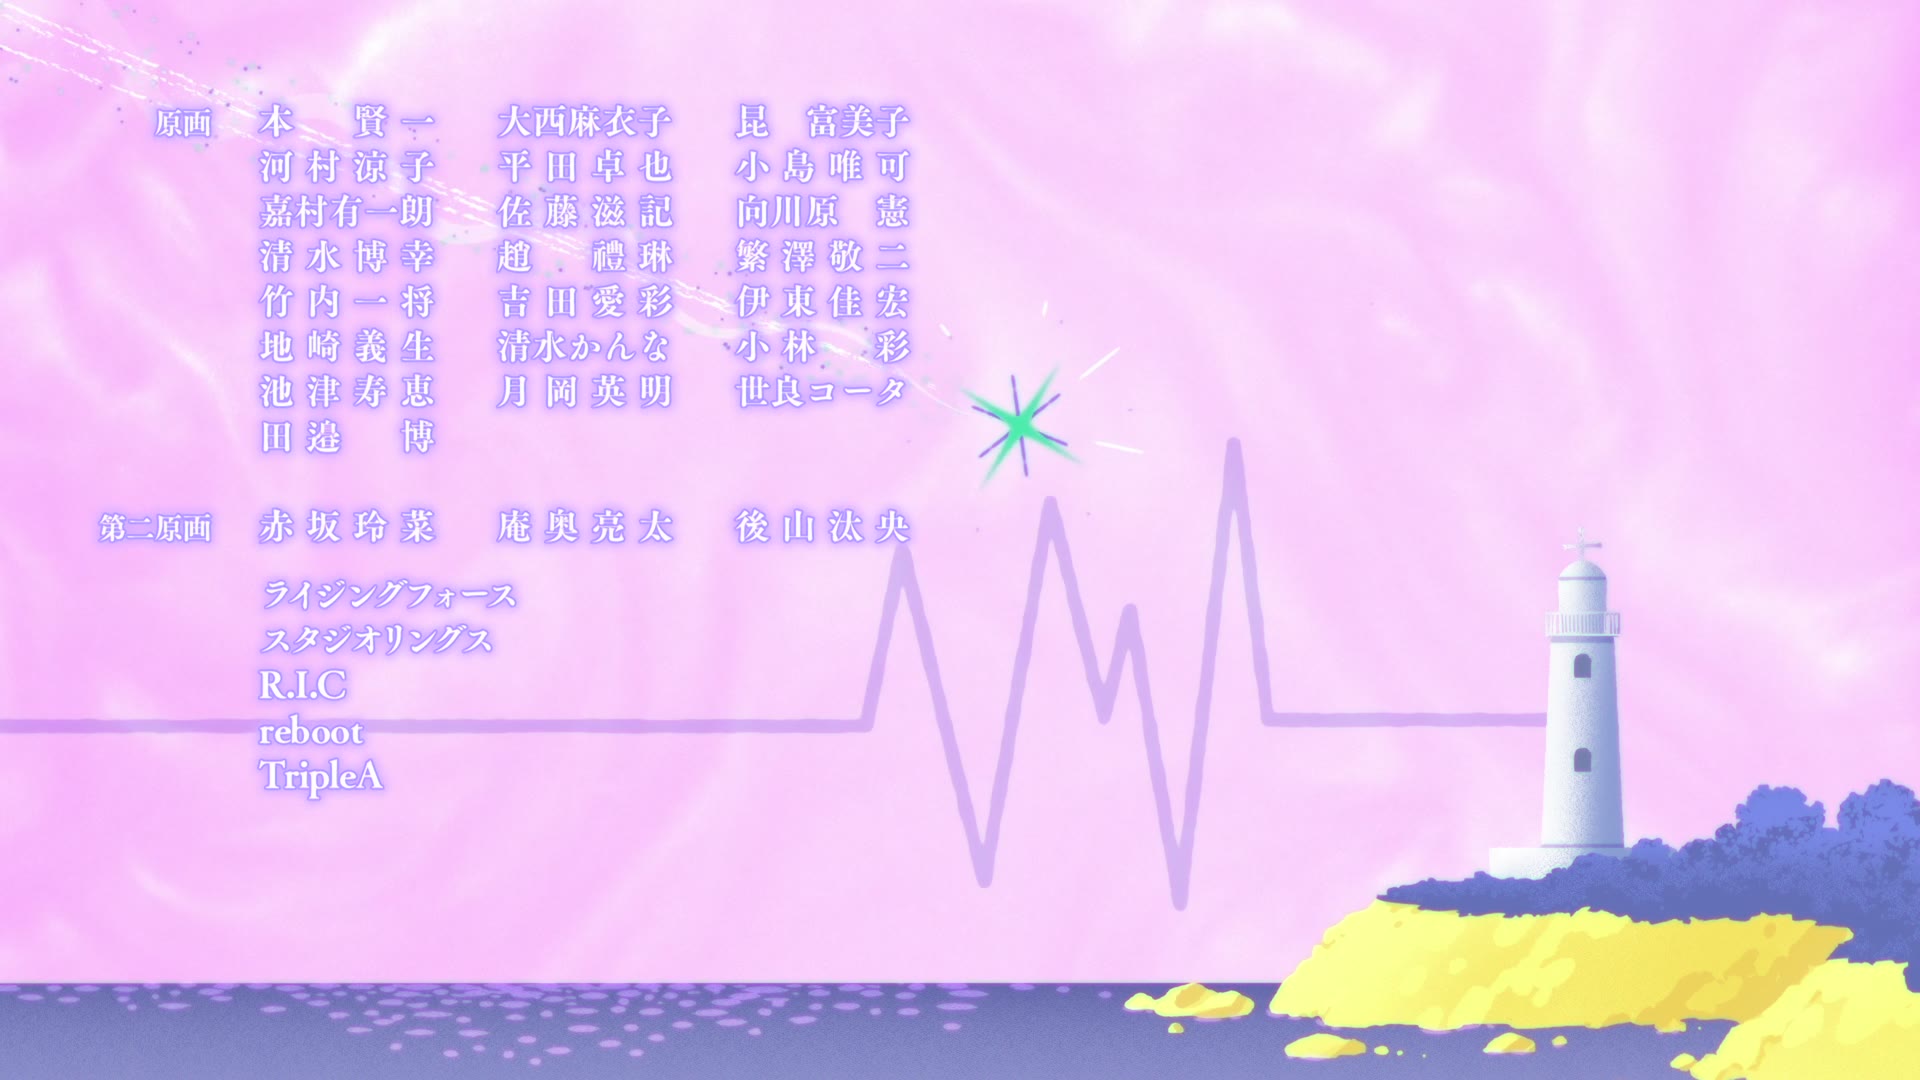 原画 本 賢一 大西麻衣子 昆 富美子
河村涼子 平田卓也 小島唯可
嘉村有一朗 佐藤滋記 向川原 憲
清水博幸 趙 禮琳 繁澤敬二
竹内一将 吉田愛彩 伊東佳宏
地崎義生 清水かんな 小林 彩
池津寿恵 月岡英明 世良コータ
田邉 博
第二原画 赤坂玲菜 庵奥亮太 後山汰央
ライジングフォース
スタジオリングス
R.I.C
reboot
TripleA